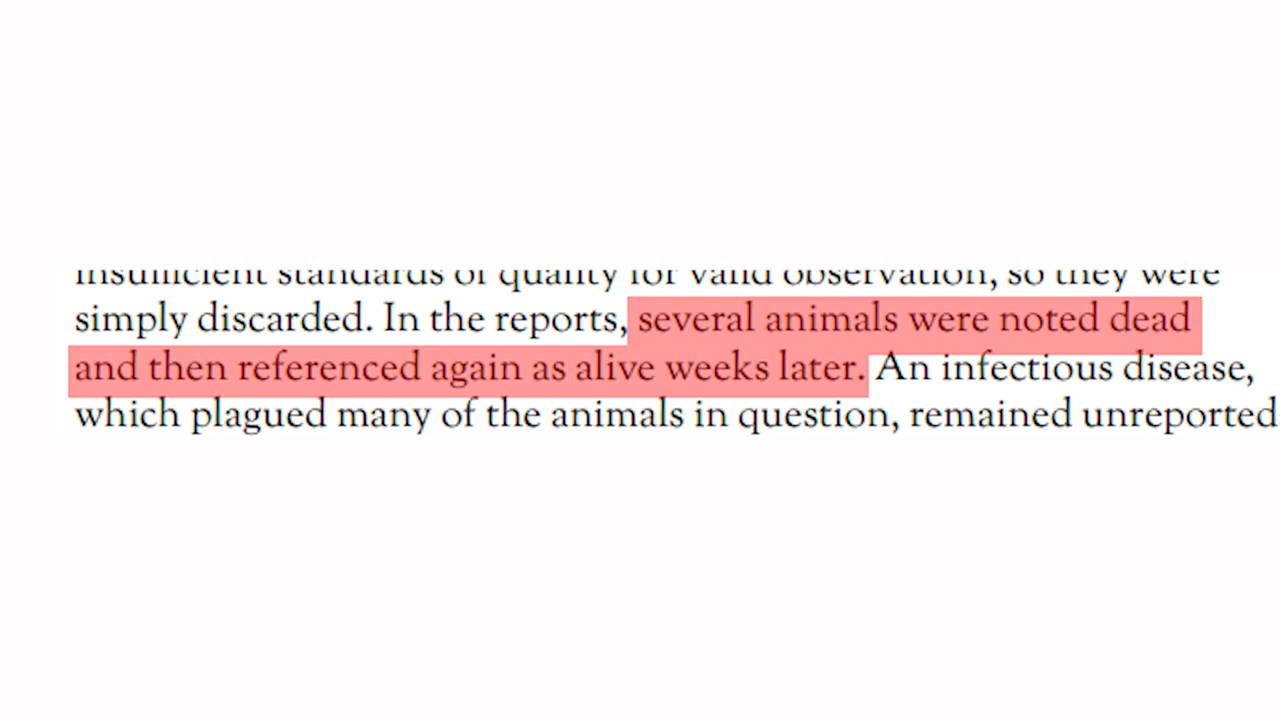 insufficient standards of quality for valid observation, so they were
simply discarded. In the reports, several animals were noted dead
and then referenced again as alive weeks later. An infectious disease,
which plagued many of the animals in question, remained unreported